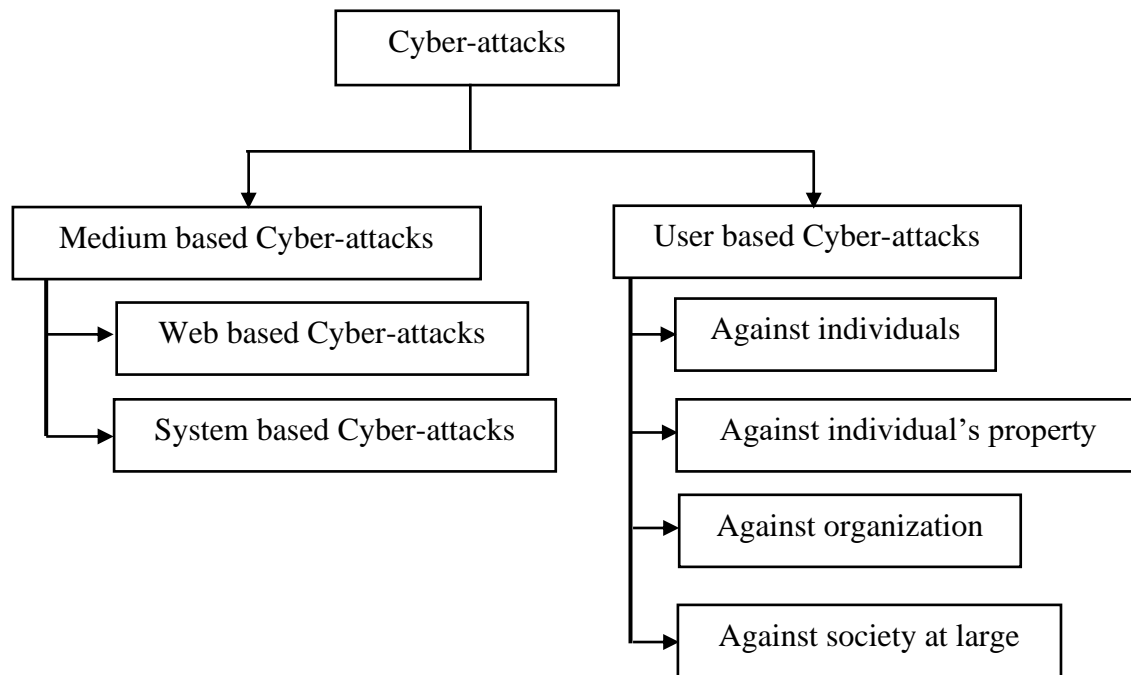 Cyber-attacks
Medium based Cyber-attacks
Web based Cyber-attacks
System based Cyber-attacks
User based Cyber-attacks
Against individuals
Against individual’s property
Against organization
Against society at large